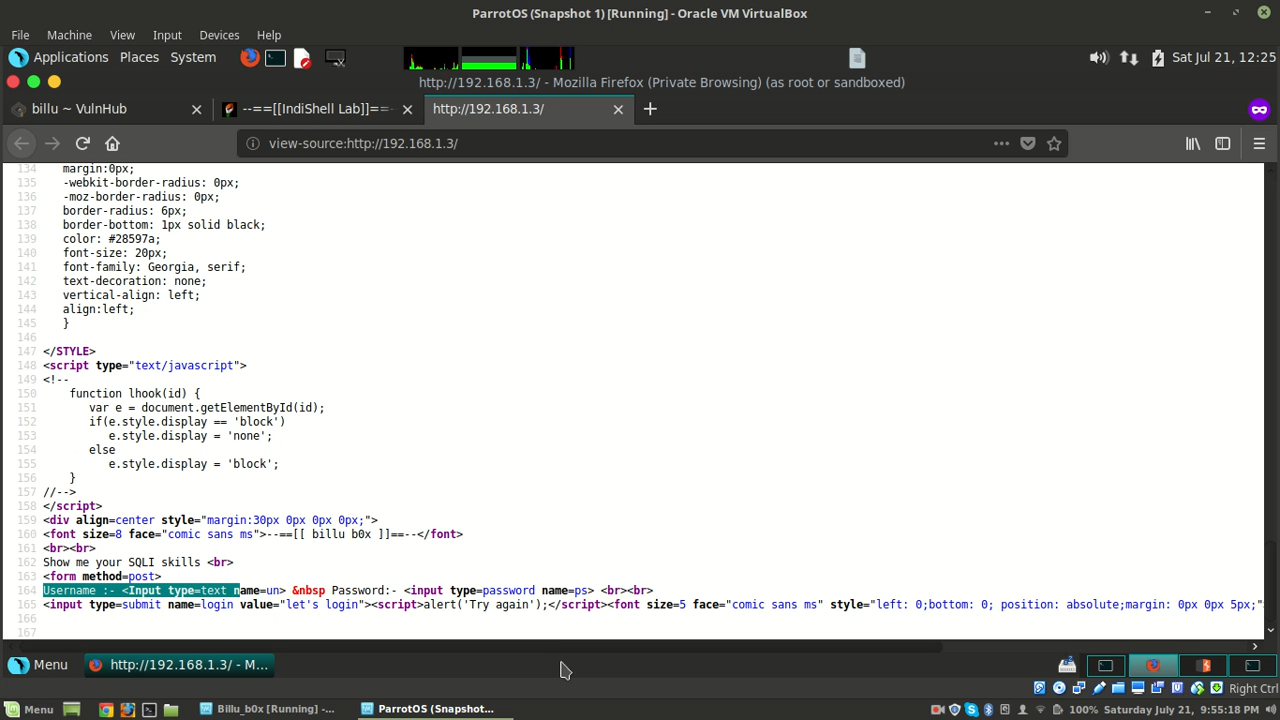 ParrotOS (Snapshot 1) [Running] - Oracle VM VirtualBox
File Machine View Input Devices Help
Applications Places System Sat Jul 21, 12:25
http://192.168.1.3/ - Mozilla Firefox (Private Browsing) (as root or sandboxed)
billu ~ VulnHub --==[[IndiShell Lab]]== http://192.168.1.3/
view-source:http://192.168.1.3/
134 margin:0px;
135 -webkit-border-radius: 0px;
136 -moz-border-radius: 0px;
137 border-radius: 6px;
138 border-bottom: 1px solid black;
139 color: #28597a;
140 font-size: 20px;
141 font-family: Georgia, serif;
142 text-decoration: none;
143 vertical-align: left;
144 align:left;
145 }
146
147 </STYLE>
148 <script type="text/javascript">
149 <!--
150 function lhook(id) {
151 var e = document.getElementById(id);
152 if(e.style.display == 'block')
153 e.style.display = 'none';
154 else
155 e.style.display = 'block';
156 }
157 //-->
158 </script>
159 <div align=center style="margin:30px 0px 0px 0px;">
160 <font size=8 face="comic sans ms">--==[[ billu b0x ]]==--</font>
161 <br><br>
162 Show me your SQLI skills <br>
163 <form method=post>
164 Username :- <Input type=text name=un> &nbsp Password:- <input type=password name=ps> <br><br>
165 <input type=submit name=login value="let's login"><script>alert('Try again');</script><font size=5 face="comic sans ms" style="left: 0;bottom: 0; position: absolute;margin: 0px 0px 5px;"
166
167
Menu http://192.168.1.3/ - M...
Right Ctrl
Menu Billu_b0x [Running] -... ParrotOS (Snapshot... 100% Saturday July 21, 9:55:18 PM